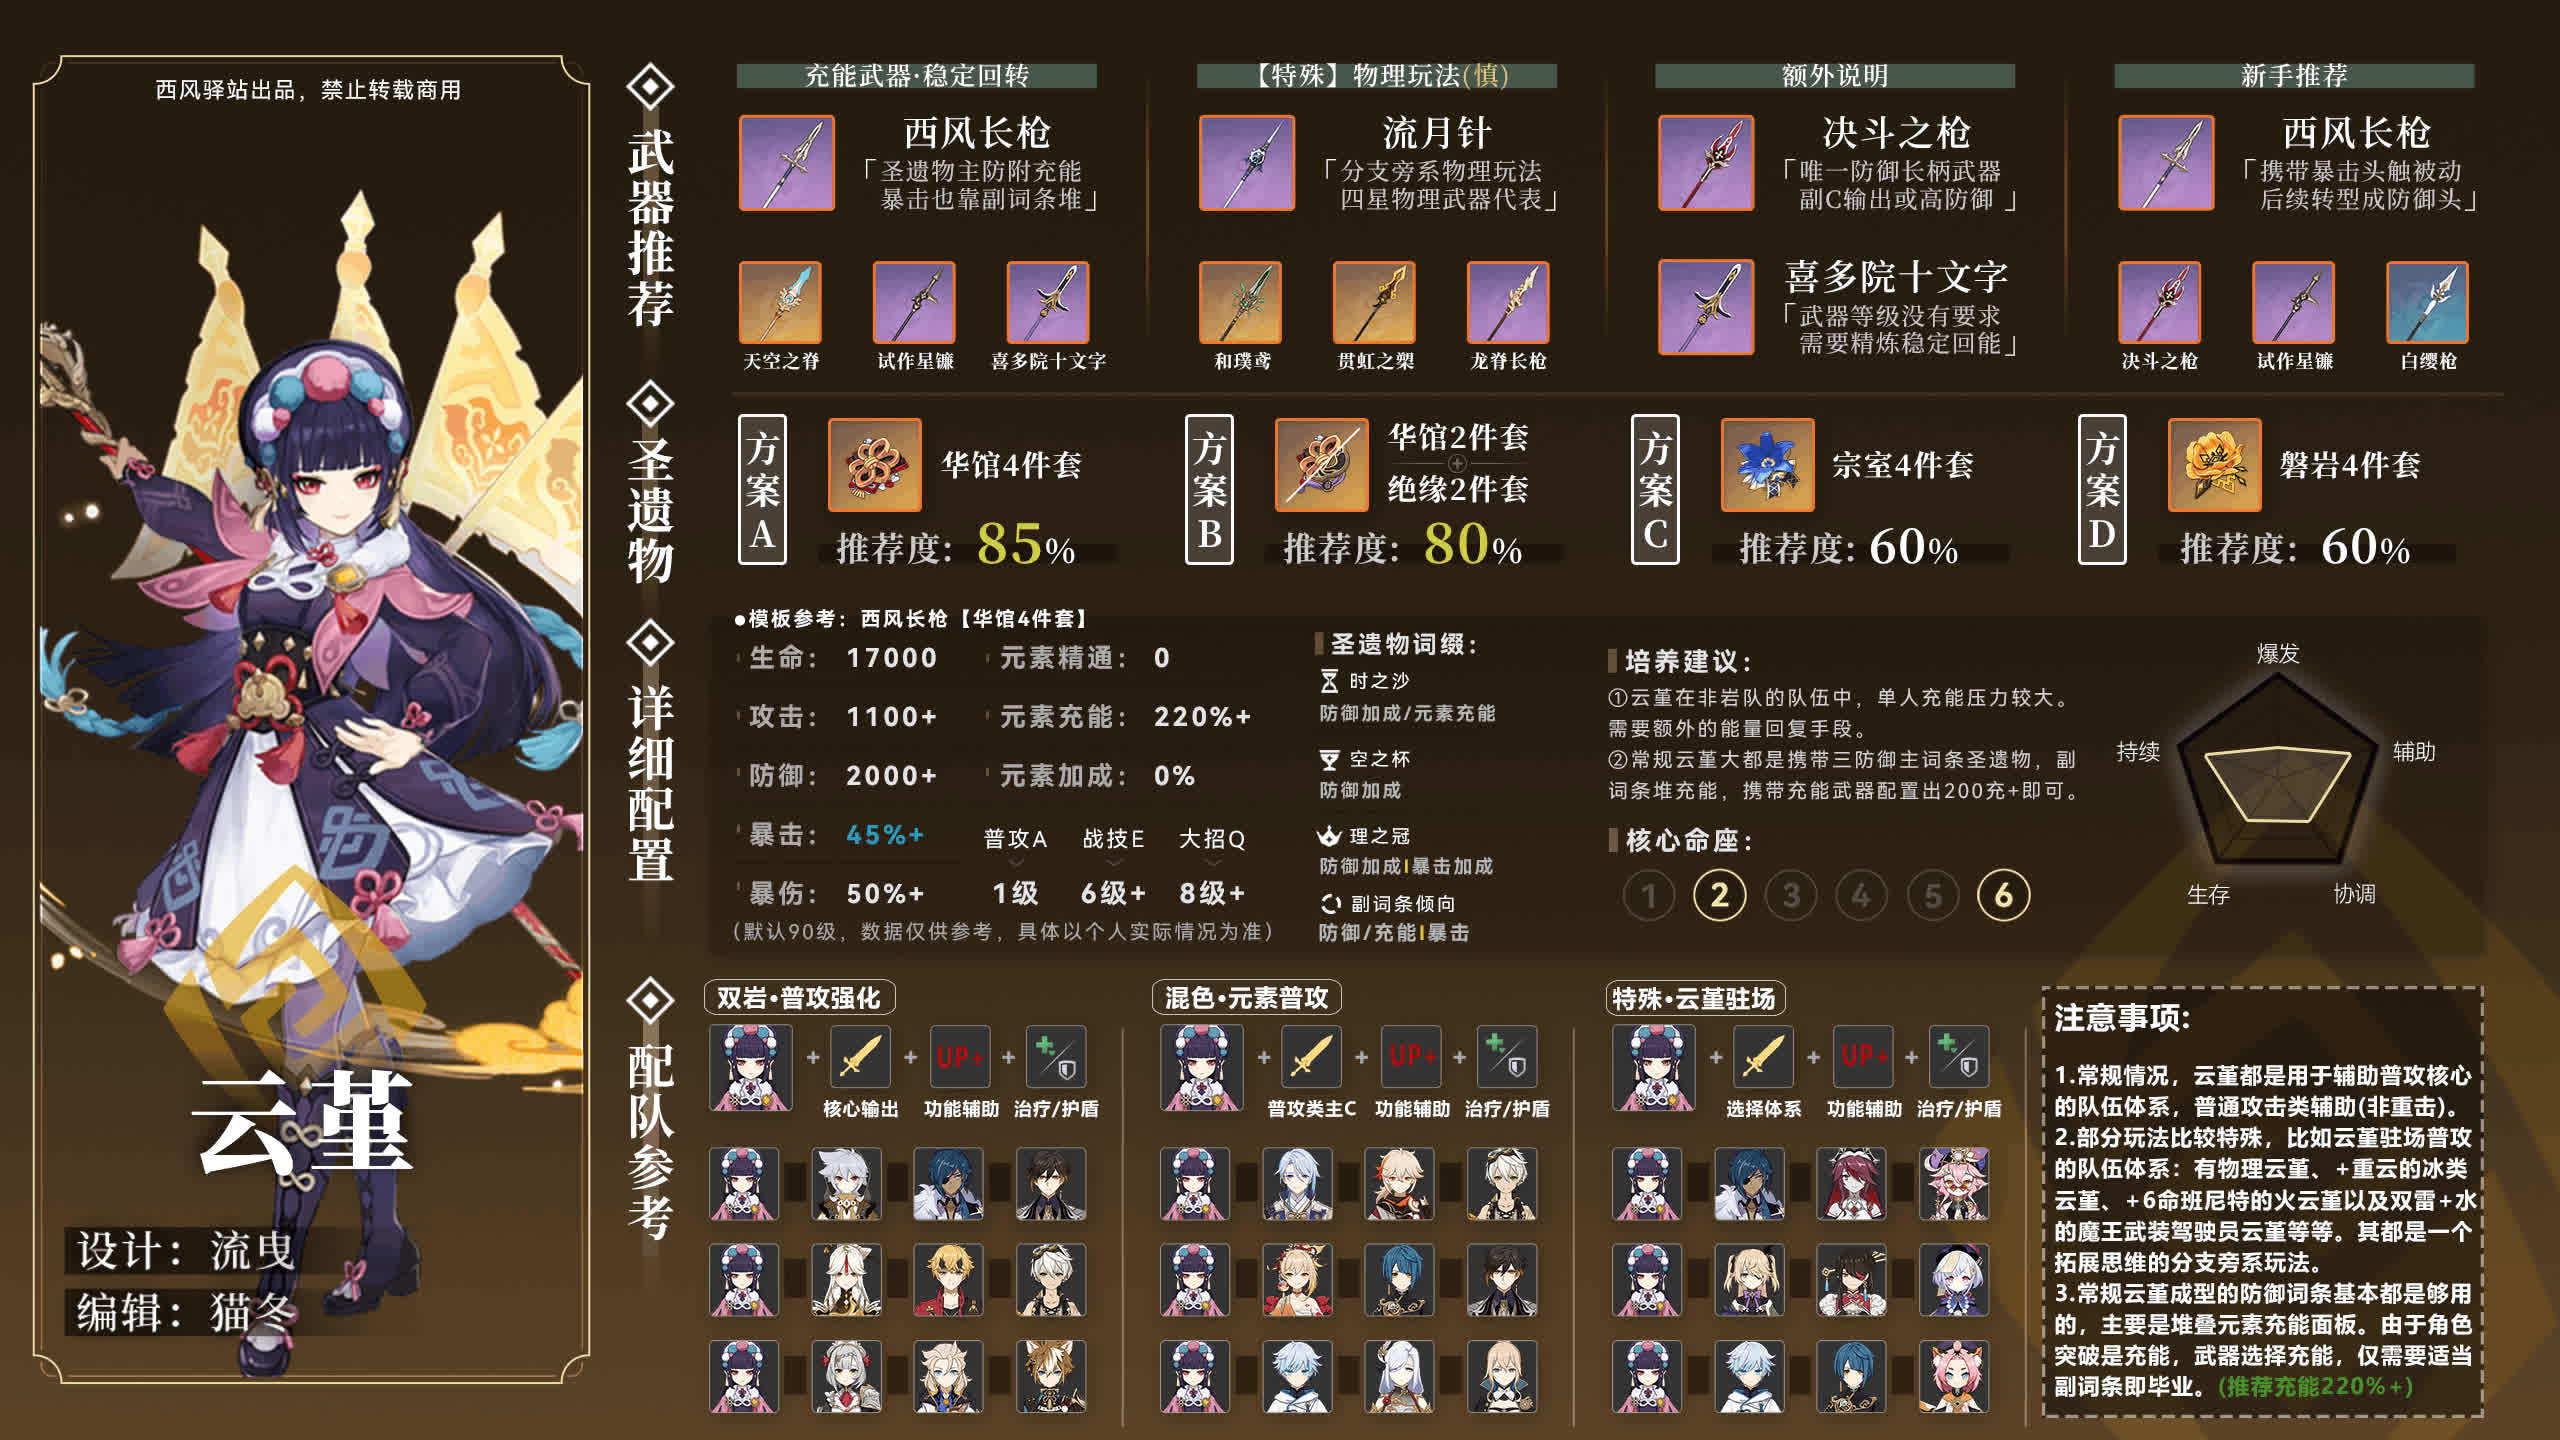 西风驿站出品，禁止转载商用
云堇
设计：流曳
编辑：猫冬
武器推荐
充能武器·稳定回转
西风长枪
「圣遗物主防附充能
暴击也靠副词条堆」
天空之脊
试作星镰
喜多院十文字
【特殊】物理玩法(慎)
流月针
「分支旁系物理玩法
四星物理武器代表」
和璞鸢
贯虹之槊
龙脊长枪
额外说明
决斗之枪
「唯一防御长柄武器
副C输出或高防御 」
喜多院十文字
「武器等级没有要求
需要精炼稳定回能」
新手推荐
西风长枪
「携带暴击头触被动
后续转型成防御头」
决斗之枪
试作星镰
白缨枪
圣遗物
方案A
华馆4件套
推荐度：85%
方案B
华馆2件套
绝缘2件套
推荐度：80%
方案C
宗室4件套
推荐度：60%
方案D
磐岩4件套
推荐度：60%
详细配置
●模板参考：西风长枪【华馆4件套】
生命：17000
元素精通：0
攻击：1100+
元素充能：220%+
防御：2000+
元素加成：0%
暴击：45%+
普攻A 战技E 大招Q
暴伤：50%+
1级 6级+ 8级+
(默认90级，数据仅供参考，具体以个人实际情况为准)
圣遗物词缀：
时之沙
防御加成/元素充能
空之杯
防御加成
理之冠
防御加成|暴击加成
副词条倾向
防御/充能|暴击
培养建议：
①云堇在非岩队的队伍中，单人充能压力较大。
需要额外的能量回复手段。
②常规云堇大都是携带三防御主词条圣遗物，副
词条堆充能，携带充能武器配置出200充+即可。
核心命座：
1 2 3 4 5 6
爆发
持续
辅助
生存
协调
配队参考
双岩·普攻强化
+ + UP+ +
核心输出 功能辅助 治疗/护盾
混色·元素普攻
+ + UP+ +
普攻类主C 功能辅助 治疗/护盾
特殊·云堇驻场
+ + UP+ +
选择体系 功能辅助 治疗/护盾
注意事项:
1.常规情况，云堇都是用于辅助普攻核心
的队伍体系，普通攻击类辅助(非重击)。
2.部分玩法比较特殊，比如云堇驻场普攻
的队伍体系：有物理云堇、+重云的冰类
云堇、+6命班尼特的火云堇以及双雷+水
的魔王武装驾驶员云堇等等。其都是一个
拓展思维的分支旁系玩法。
3.常规云堇成型的防御词条基本都是够用
的，主要是堆叠元素充能面板。由于角色
突破是充能，武器选择充能，仅需要适当
副词条即毕业。(推荐充能220%+)